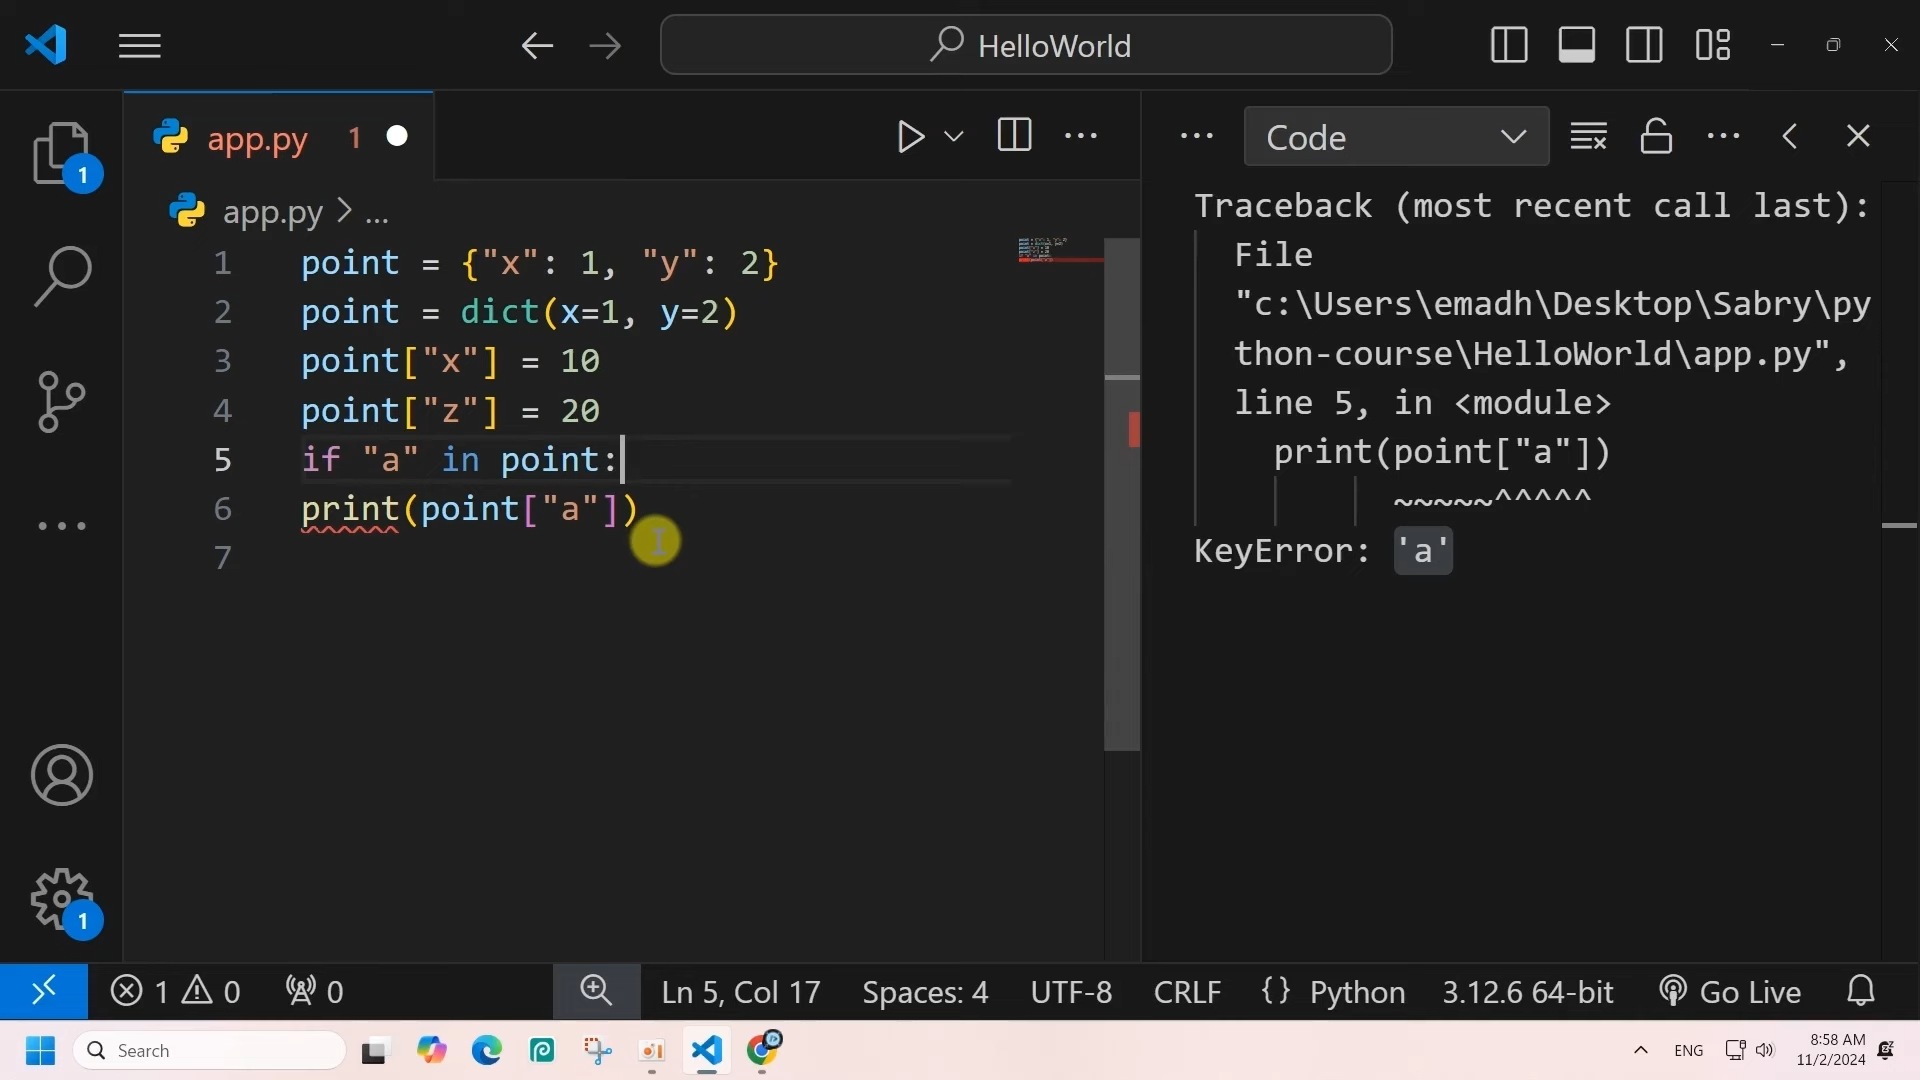 HelloWorld
app.py 1
Code
app.py > ...
1 point = {"x": 1, "y": 2}
2 point = dict(x=1, y=2)
3 point["x"] = 10
4 point["z"] = 20
5 if "a" in point:
6 print(point["a"])
7
Traceback (most recent call last):
File
"c:\Users\emadh\Desktop\Sabry\py
thon-course\HelloWorld\app.py",
line 5, in <module>
print(point["a"])
~~~~~^^^^^
KeyError: 'a'
1
1
1 0 0 Ln 5, Col 17 Spaces: 4 UTF-8 CRLF {} Python 3.12.6 64-bit Go Live
Search
ENG
8:58 AM
11/2/2024